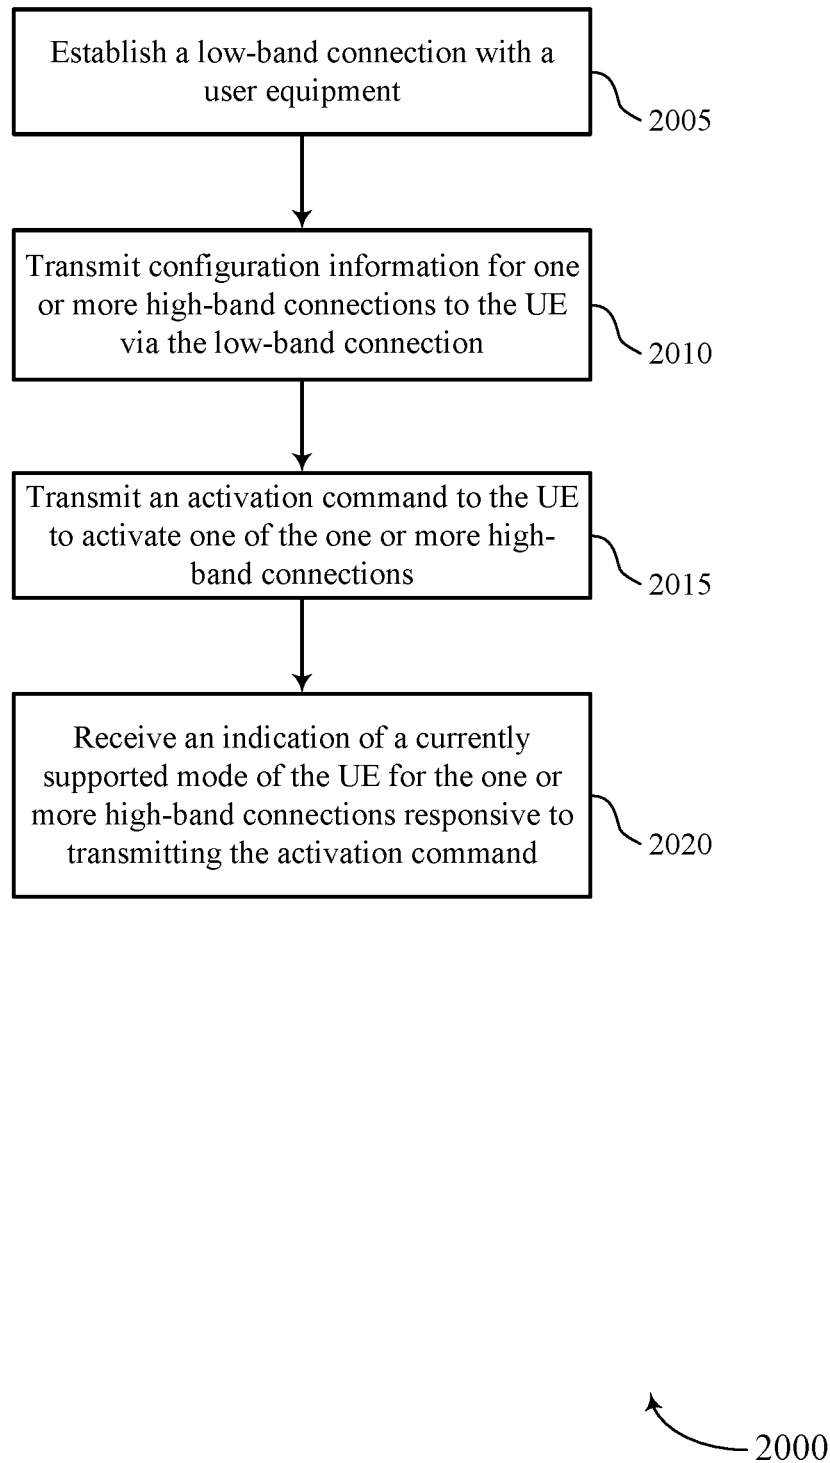 Establish a low-band connection with a
user equipment
2005
Transmit configuration information for one
or more high-band connections to the UE
via the low-band connection
2010
Transmit an activation command to the UE
to activate one of the one or more high-
band connections
2015
Receive an indication of a currently
supported mode of the UE for the one or
more high-band connections responsive to
transmitting the activation command
2020
2000